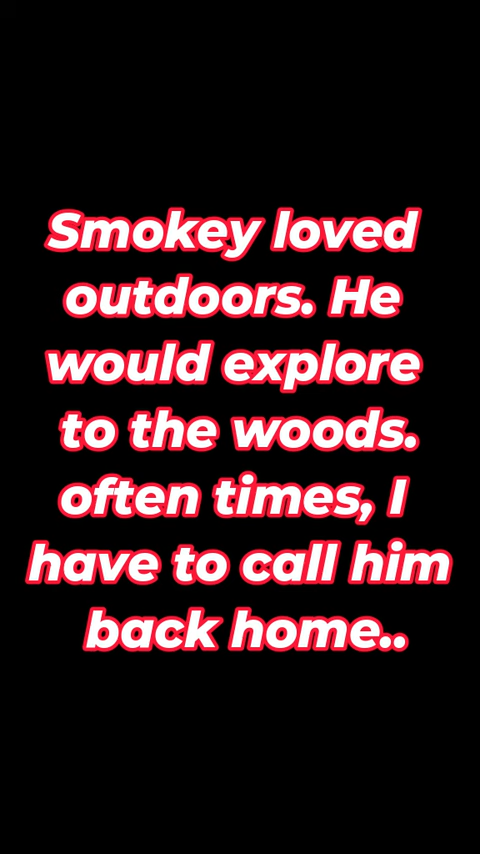 Smokey loved
outdoors. He
would explore
to the woods.
often times, I
have to call him
back home..